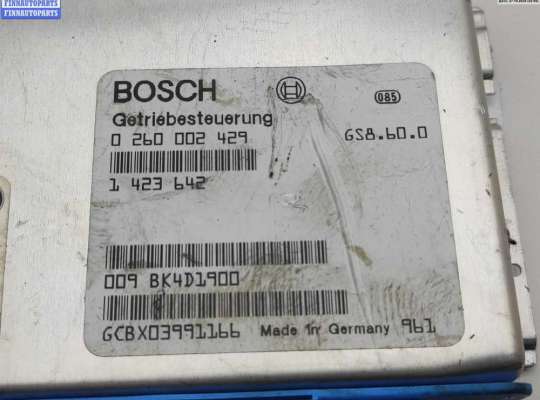 FINNAUTOPARTS
FINNAUTOPARTS
BOSCH
085
Getriebesteuerung
0 260 002 429
GS8.60.0
1 423 642
009 BK4D1900
GCBX03991166 Made in Germany 961